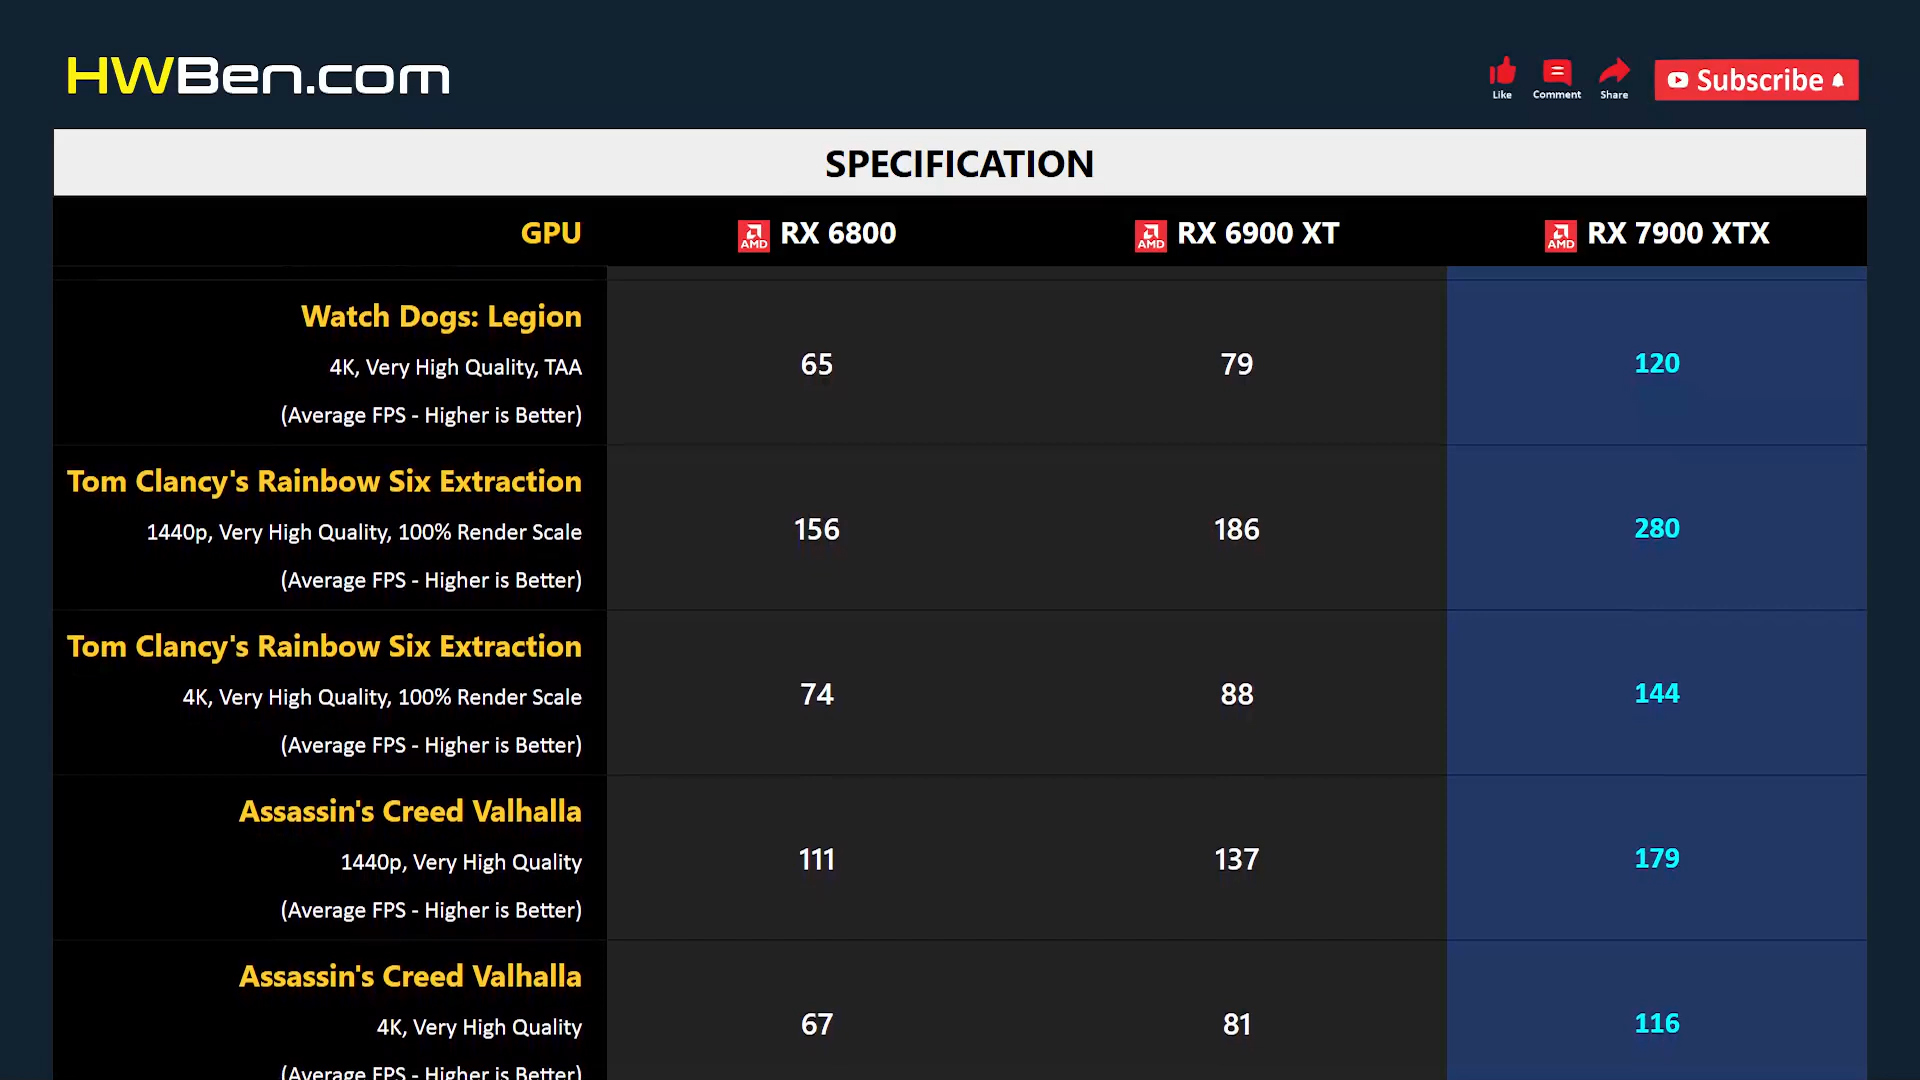 HWBen.com
Like Comment Share Subscribe
SPECIFICATION
GPU AMD RX 6800 AMD RX 6900 XT AMD RX 7900 XTX
Watch Dogs: Legion
4K, Very High Quality, TAA
65 79 120
(Average FPS - Higher is Better)
Tom Clancy's Rainbow Six Extraction
1440p, Very High Quality, 100% Render Scale
156 186 280
(Average FPS - Higher is Better)
Tom Clancy's Rainbow Six Extraction
4K, Very High Quality, 100% Render Scale
74 88 144
(Average FPS - Higher is Better)
Assassin's Creed Valhalla
1440p, Very High Quality
111 137 179
(Average FPS - Higher is Better)
Assassin's Creed Valhalla
4K, Very High Quality
67 81 116
(Average FPS - Higher is Better)